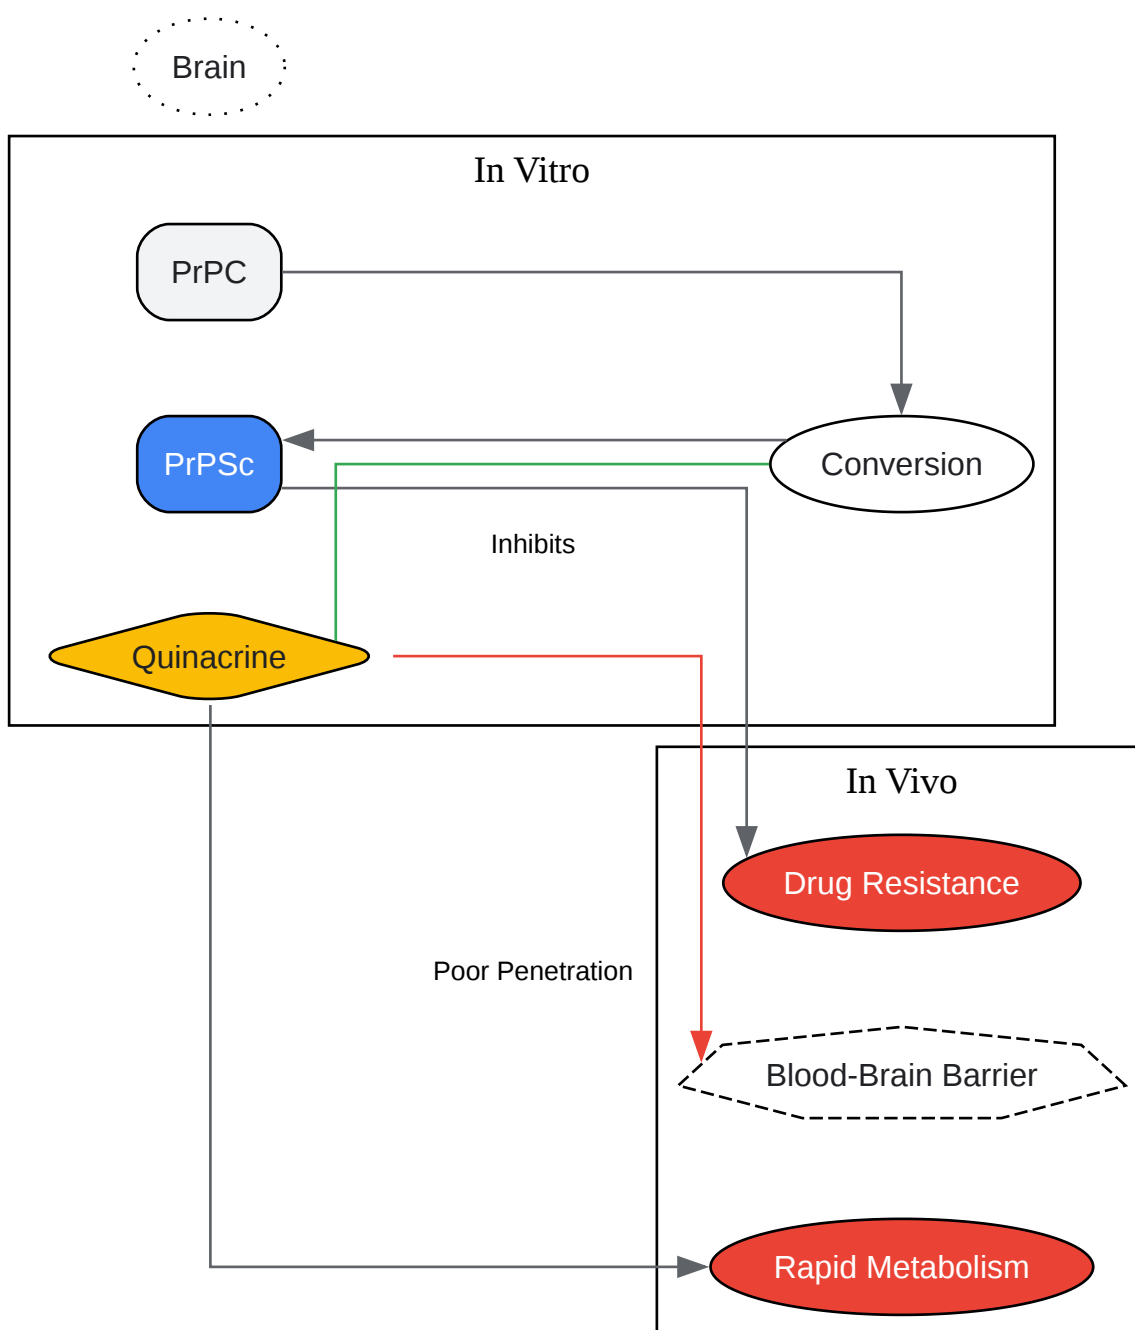 Brain
In Vitro
PrPC
PrPSc
Conversion
Inhibits
Quinacrine
In Vivo
Drug Resistance
Poor Penetration
Blood-Brain Barrier
Rapid Metabolism